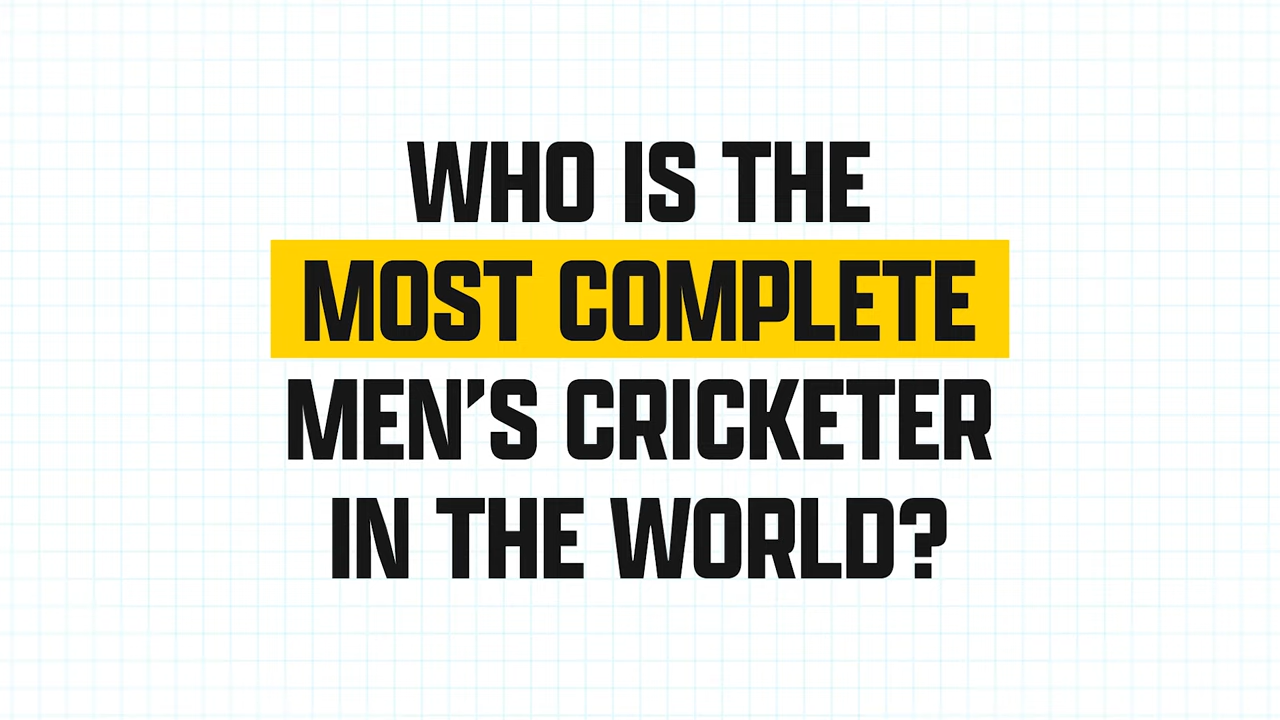 WHO IS THE
MOST COMPLETE
MEN'S CRICKETER
IN THE WORLD?